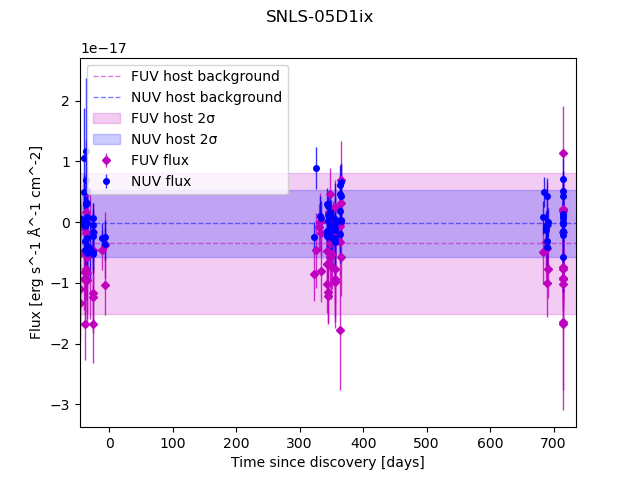 SNLS-05D1ix
1e−17
FUV host background
NUV host background
FUV host 2σ
NUV host 2σ
FUV flux
NUV flux
2
1
0
−1
−2
−3
Flux [erg s^-1 Å^-1 cm^-2]
0 100 200 300 400 500 600 700
Time since discovery [days]